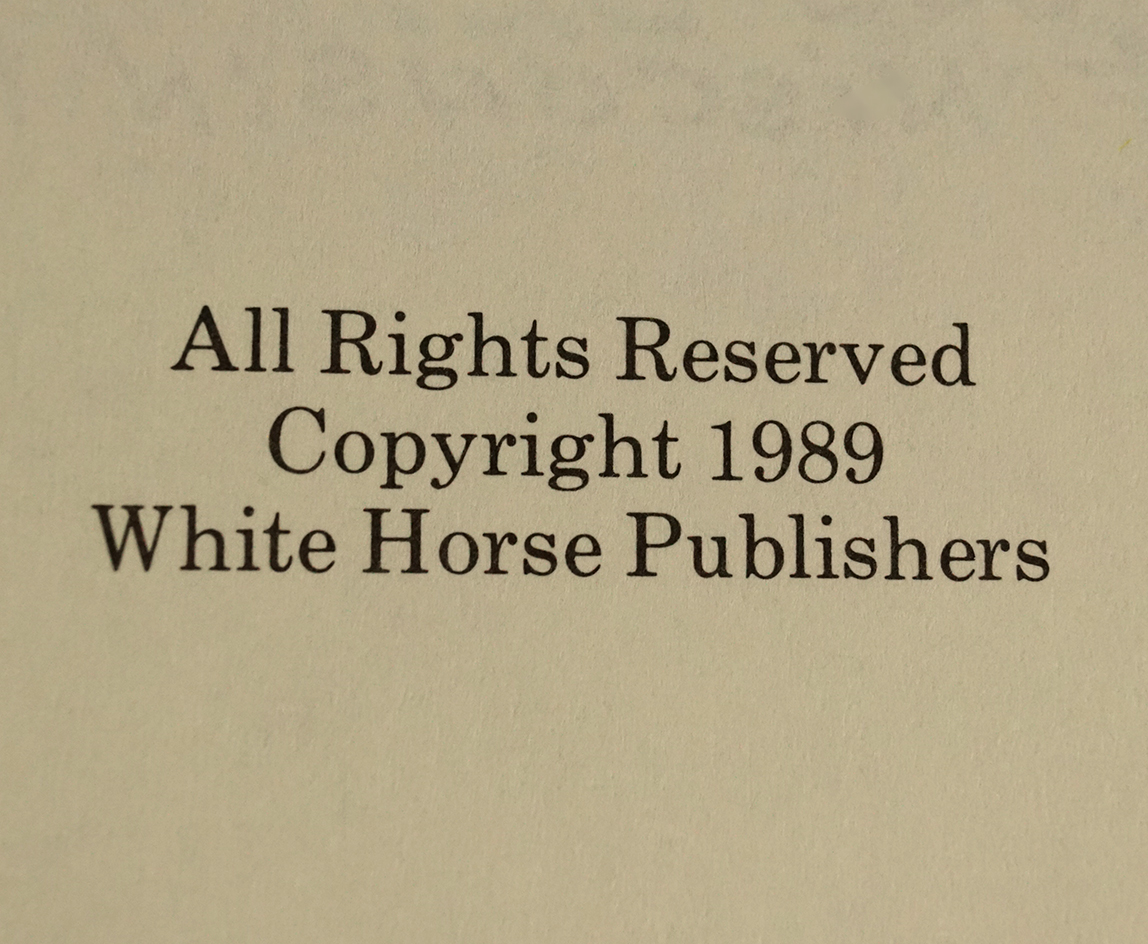 All Rights Reserved
Copyright 1989
White Horse Publishers